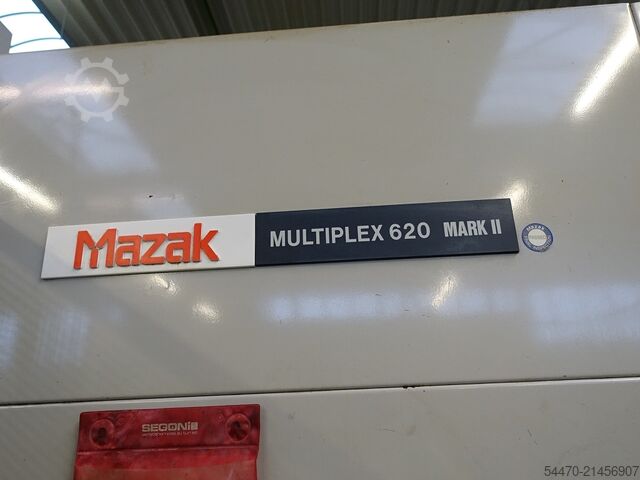 Mazak MULTIPLEX 620 MARK II
SEGONI
54470-21456907